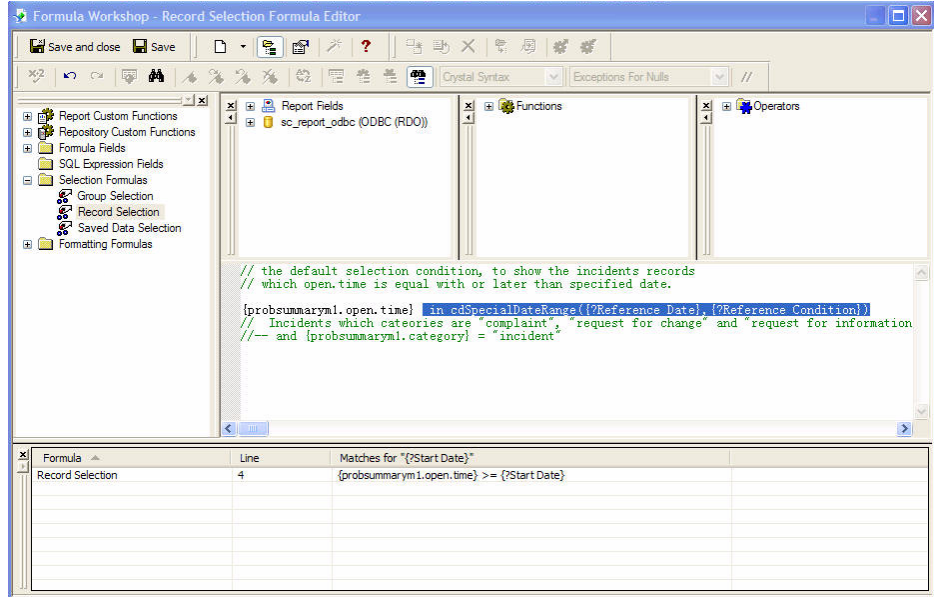 Formula Workshop - Record Selection Formula Editor
Save and close Save
x+2 Crystal Syntax Exceptions For Nulls //
Report Custom Functions
Repository Custom Functions
Formula Fields
SQL Expression Fields
Selection Formulas
Group Selection
Record Selection
Saved Data Selection
Formatting Formulas
Report Fields
sc_report_odbc (ODBC (RDO))
Functions
Operators
// the default selection condition, to show the incidents records
// which open.time is equal with or later than specified date.
{probsummarym1.open.time} in cdSpecialDateRange({?Reference Date},{?Reference Condition})
// Incidents which cateories are "complaint", "request for change" and "request for information
//-- and {probsummarym1.category} = "incident"
Formula Line Matches for "{?Start Date}"
Record Selection 4 {probsummarym1.open.time} >= {?Start Date}